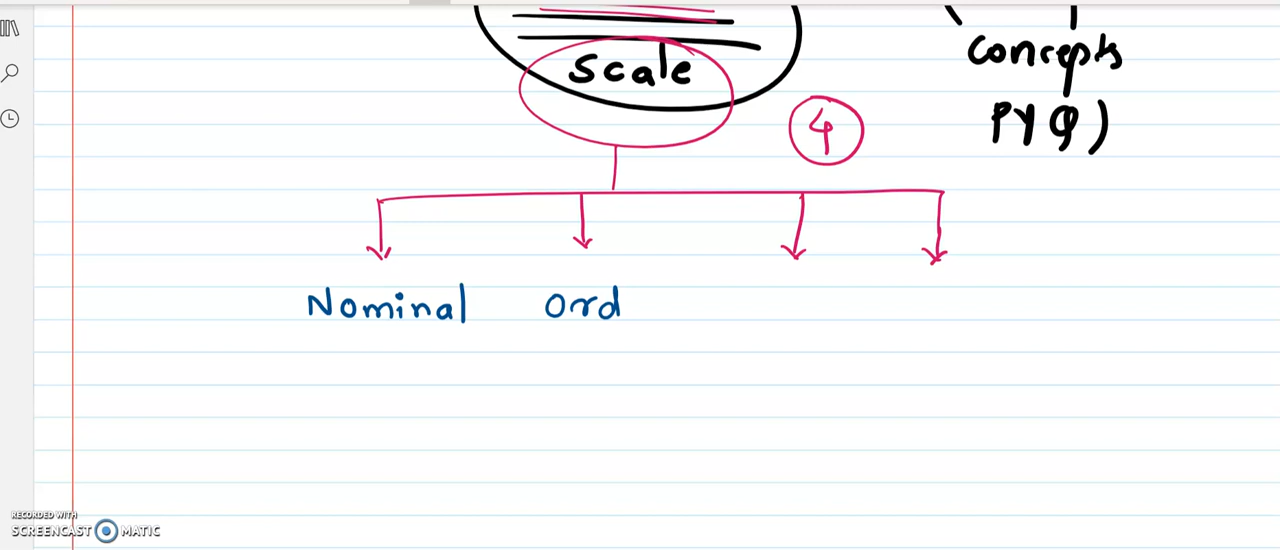 Scale
concepts
PYQ)
4
Nominal Ord
RECORDED WITH
SCREENCAST MATIC